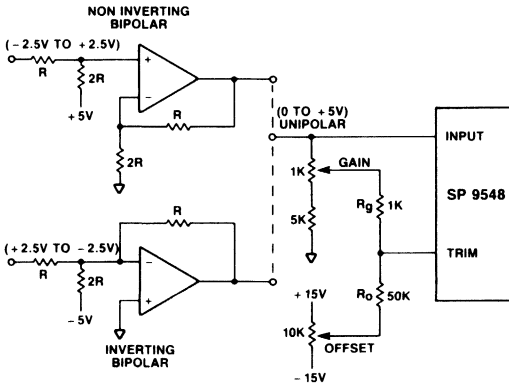 NON INVERTING
BIPOLAR
(-2.5V TO +2.5V)
+
R
2R
-
+5V
R
2R
(0 TO +5V)
UNIPOLAR
INPUT
1K
GAIN
Rg
1K
SP 9548
5K
TRIM
(+2.5V TO -2.5V)
R
R
2R
-
+
-5V
INVERTING
BIPOLAR
+15V
Ro
50K
10K
OFFSET
-15V